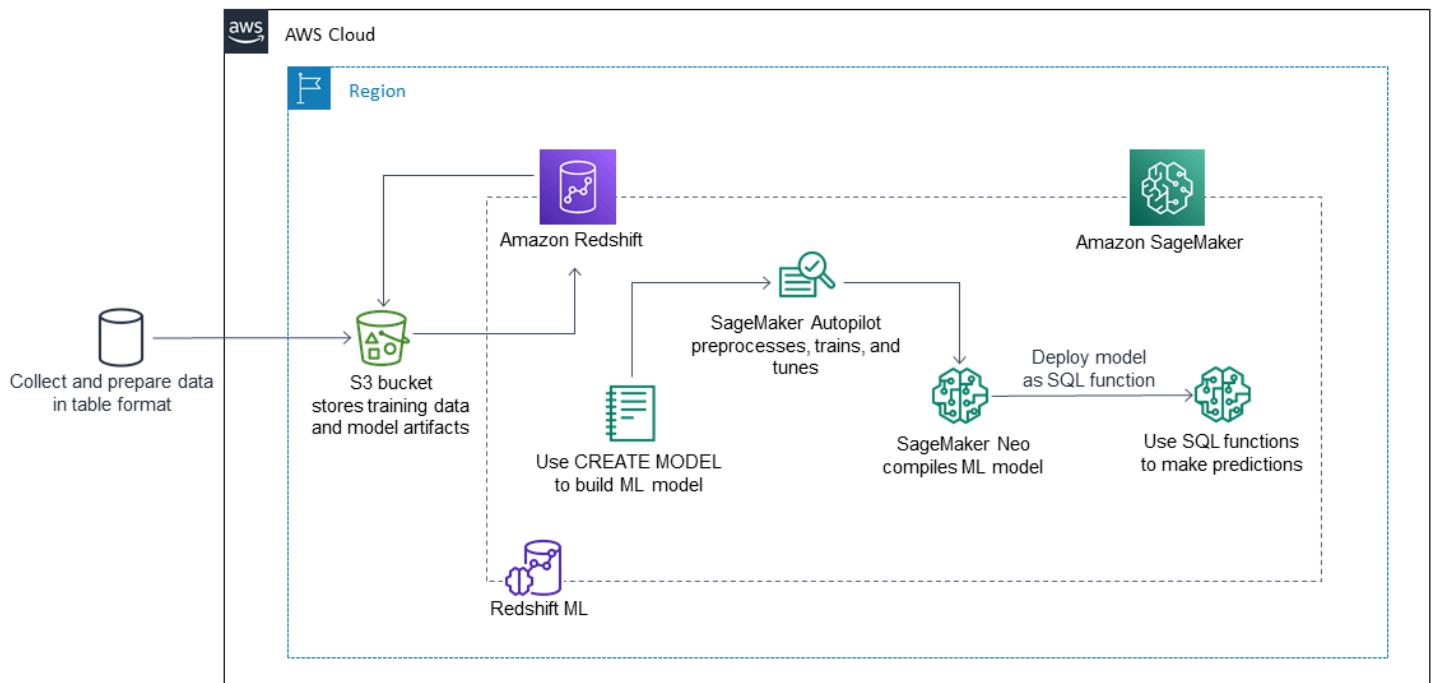 aws
AWS Cloud
Region
Amazon Redshift
Amazon SageMaker
SageMaker Autopilot
preprocesses, trains, and
tunes
Collect and prepare data
in table format
S3 bucket
stores training data
and model artifacts
Use CREATE MODEL
to build ML model
Deploy model
as SQL function
SageMaker Neo
compiles ML model
Use SQL functions
to make predictions
Redshift ML